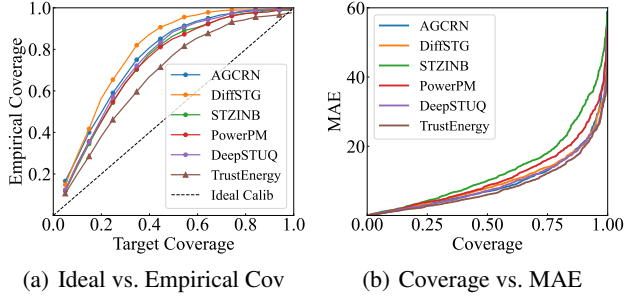 1.0
0.8
0.6
0.4
0.2
0.0 0.2 0.4 0.6 0.8 1.0
Empirical Coverage
Target Coverage
AGCRN
DiffSTG
STZINB
PowerPM
DeepSTUQ
TrustEnergy
Ideal Calib
(a) Ideal vs. Empirical Cov
60
40
20
0
0.00 0.25 0.50 0.75 1.00
MAE
Coverage
AGCRN
DiffSTG
STZINB
PowerPM
DeepSTUQ
TrustEnergy
(b) Coverage vs. MAE